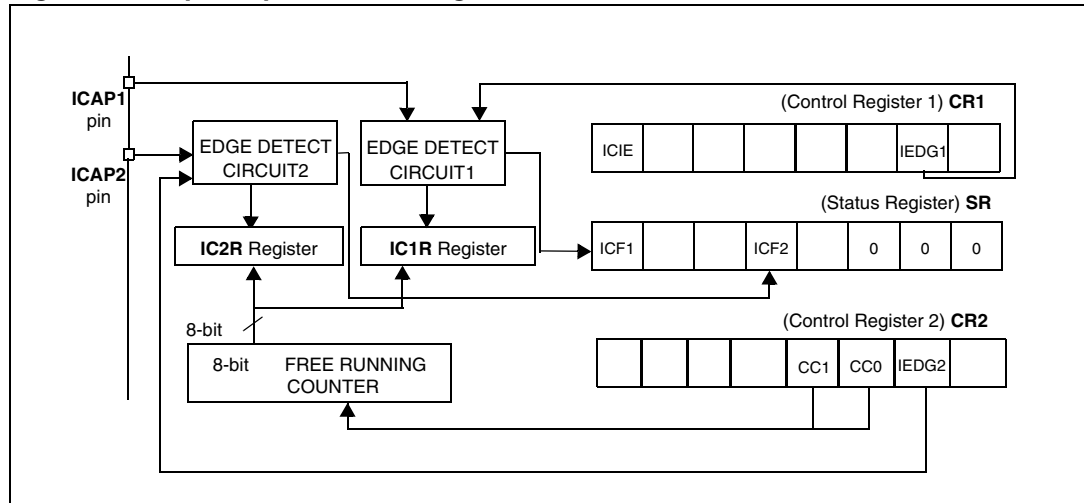 ICAP1
pin
ICAP2
pin
EDGE DETECT
CIRCUIT2
EDGE DETECT
CIRCUIT1
IC2R Register
IC1R Register
8-bit
8-bit FREE RUNNING
COUNTER
(Control Register 1) CR1
ICIE IEDG1
(Status Register) SR
ICF1 ICF2 0 0 0
(Control Register 2) CR2
CC1 CC0 IEDG2